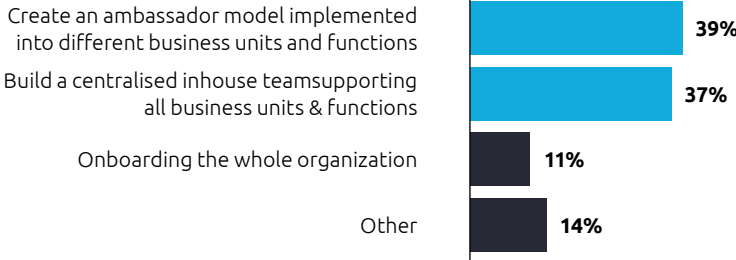 Create an ambassador model implemented
into different business units and functions
39%
Build a centralised inhouse teamsupporting
all business units & functions
37%
Onboarding the whole organization
11%
Other
14%